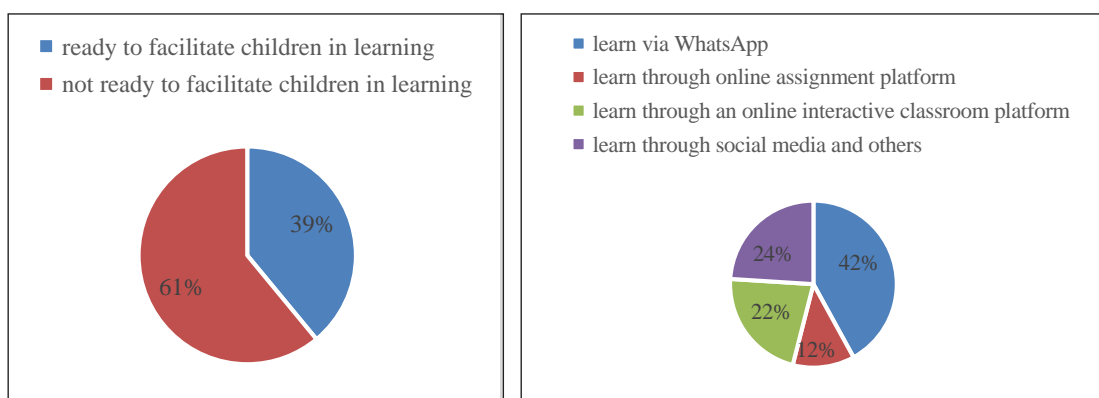 ready to facilitate children in learning
not ready to facilitate children in learning
39%
61%
learn via WhatsApp
learn through online assignment platform
learn through an online interactive classroom platform
learn through social media and others
24%
42%
22%
12%